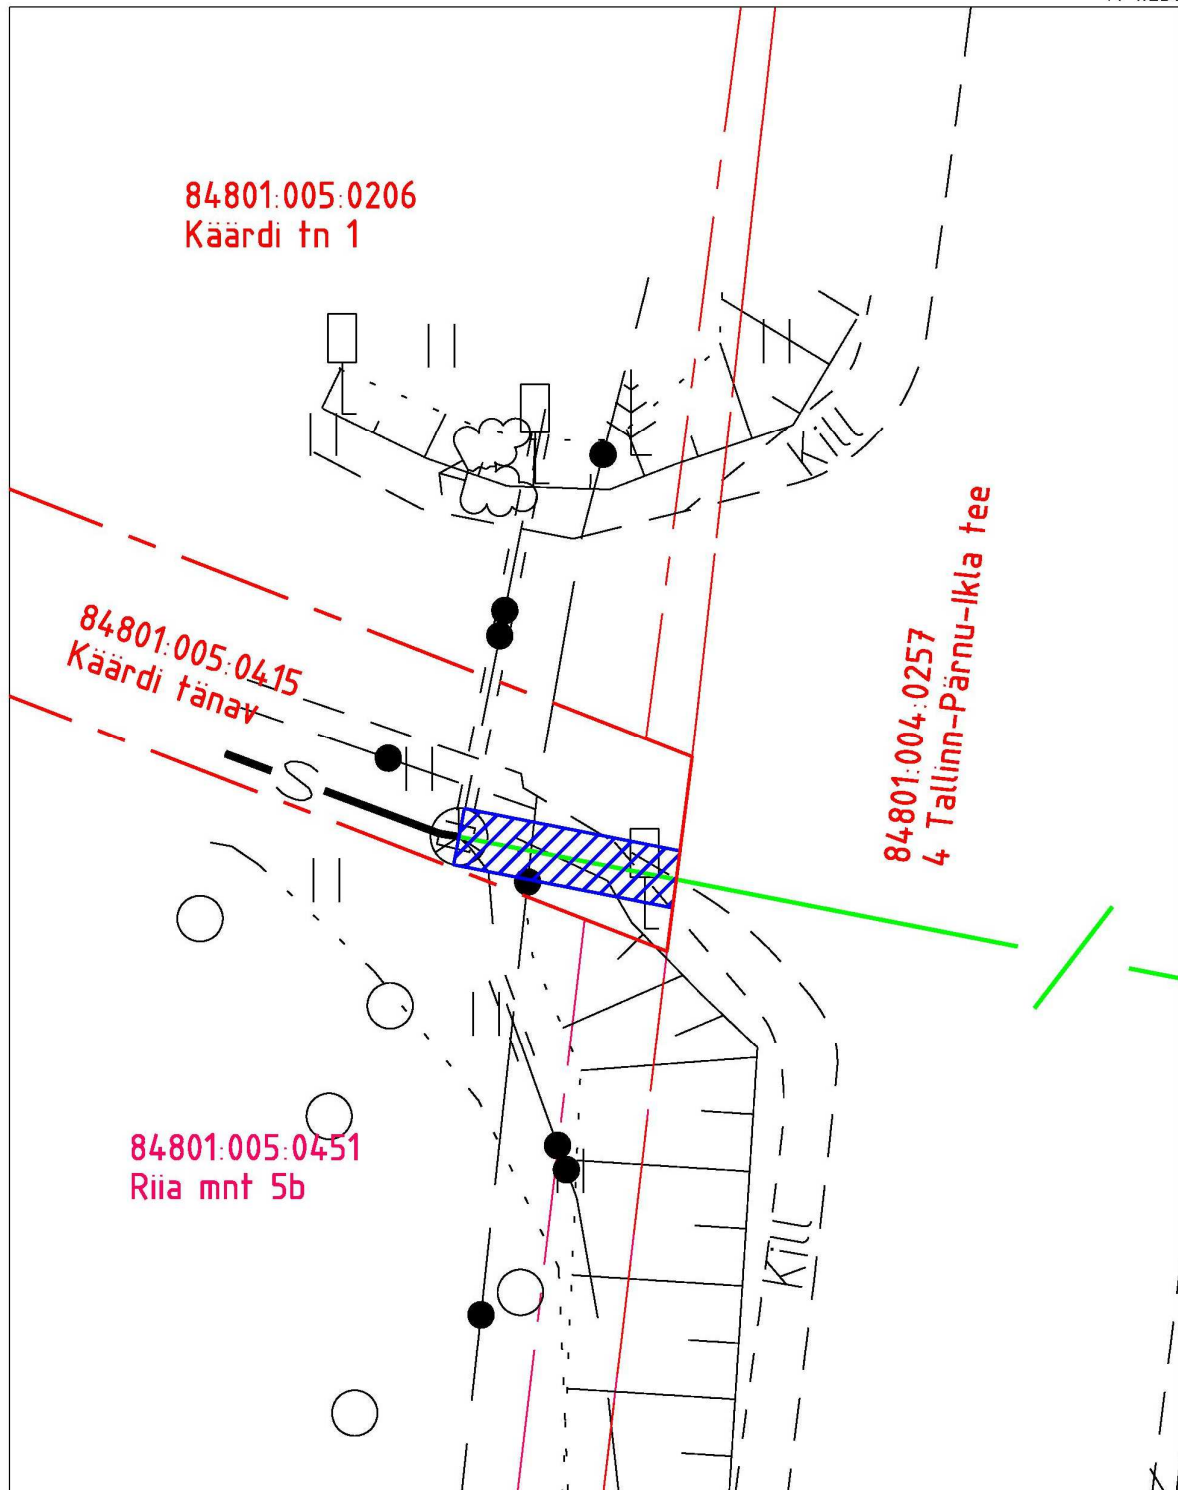 84801:005:0206
Käärdi tn 1
Kill
84801:004:0257
4 Tallinn-Pärnu-Ikla tee
84801:005:0415
Käärdi tänav
S
84801:005:0451
Riia mnt 5b
Kill